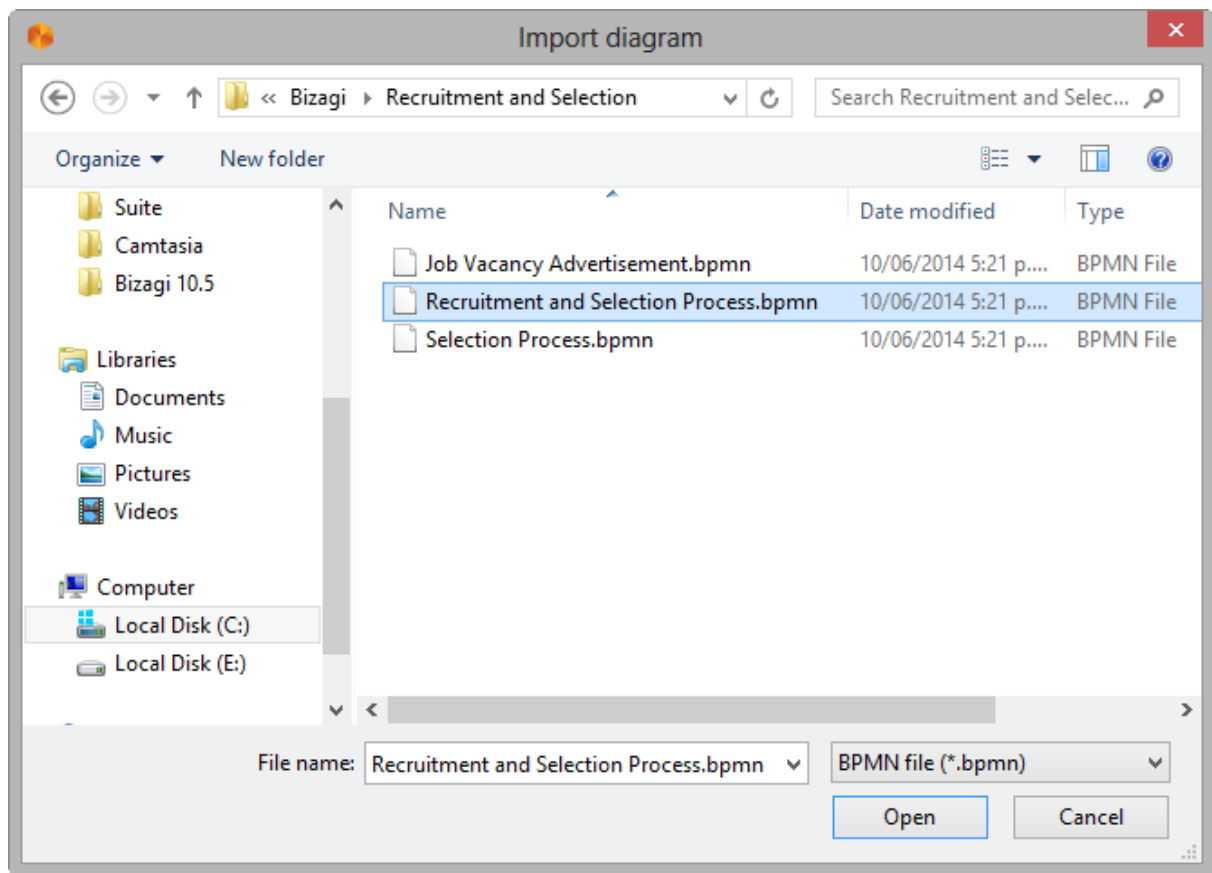 Import diagram
« Bizagi Recruitment and Selection
Search Recruitment and Selec...
Organize
New folder
Suite
Camtasia
Bizagi 10.5
Libraries
Documents
Music
Pictures
Videos
Computer
Local Disk (C:)
Local Disk (E:)
Name Date modified Type
Job Vacancy Advertisement.bpmn 10/06/2014 5:21 p.... BPMN File
Recruitment and Selection Process.bpmn 10/06/2014 5:21 p.... BPMN File
Selection Process.bpmn 10/06/2014 5:21 p.... BPMN File
File name: Recruitment and Selection Process.bpmn
BPMN file (*.bpmn)
Open
Cancel